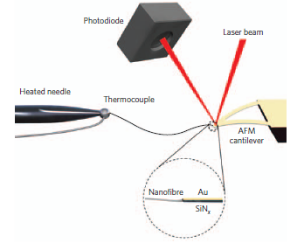 Photodiode
Laser beam
Heated needle
Thermocouple
AFM
cantilever
Nanofibre Au
SiNx